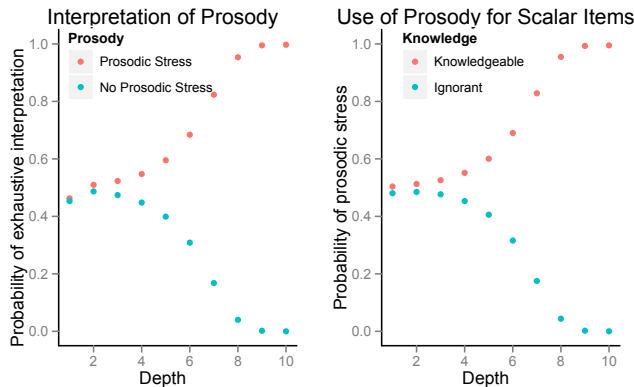 Interpretation of Prosody
Probability of exhaustive interpretation
Prosody
Prosodic Stress
No Prosodic Stress
1.0
0.8
0.6
0.4
0.2
0.0
2 4 6 8 10
Depth
Use of Prosody for Scalar Items
Probability of prosodic stress
Knowledge
Knowledgeable
Ignorant
1.0
0.8
0.6
0.4
0.2
0.0
2 4 6 8 10
Depth